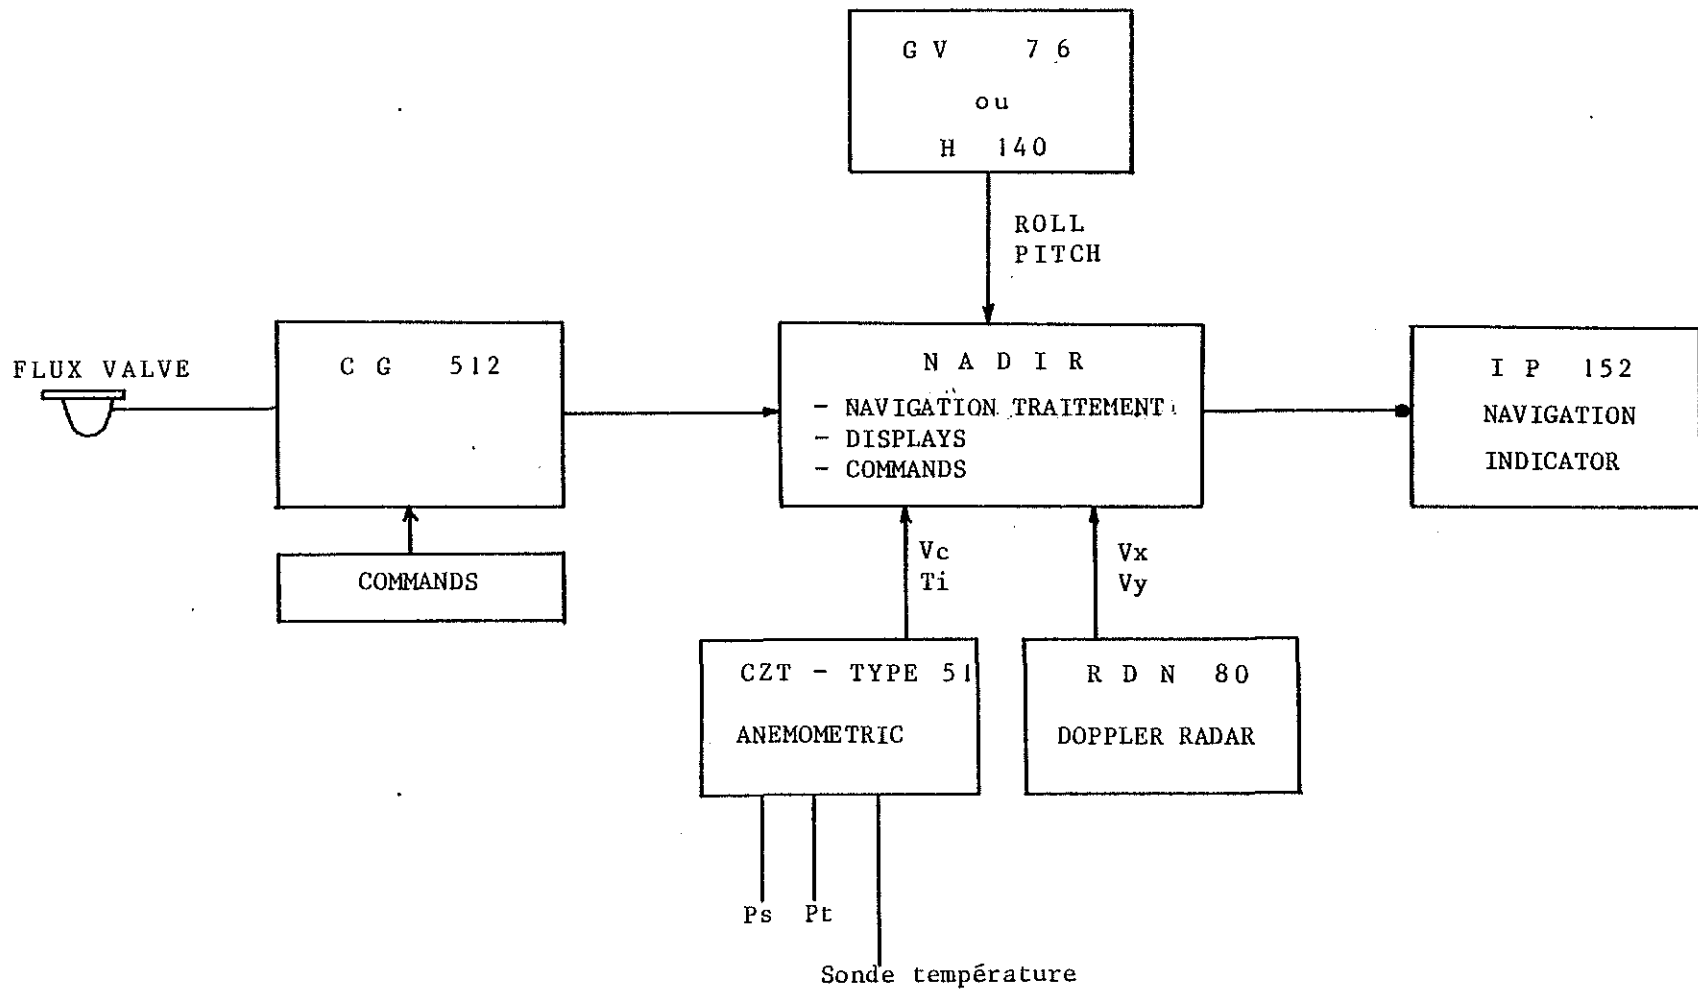 G V 7 6
ou
H 140
ROLL
PITCH
FLUX VALVE
C G 512
N A D I R
- NAVIGATION TRAITEMENT
- DISPLAYS
- COMMANDS
I P 152
NAVIGATION
INDICATOR
COMMANDS
Vc
Ti
Vx
Vy
CZT - TYPE 51
ANEMOMETRIC
R D N 80
DOPPLER RADAR
Ps Pt
Sonde température